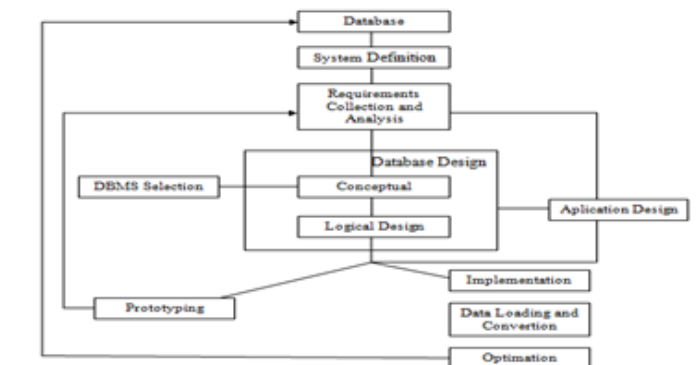 Database
System Definition
Requirements
Collection and
Analysis
Database Design
DBMS Selection
Conceptual
Logical Design
Aplication Design
Implementation
Prototyping
Data Loading and
Convertion
Optimation